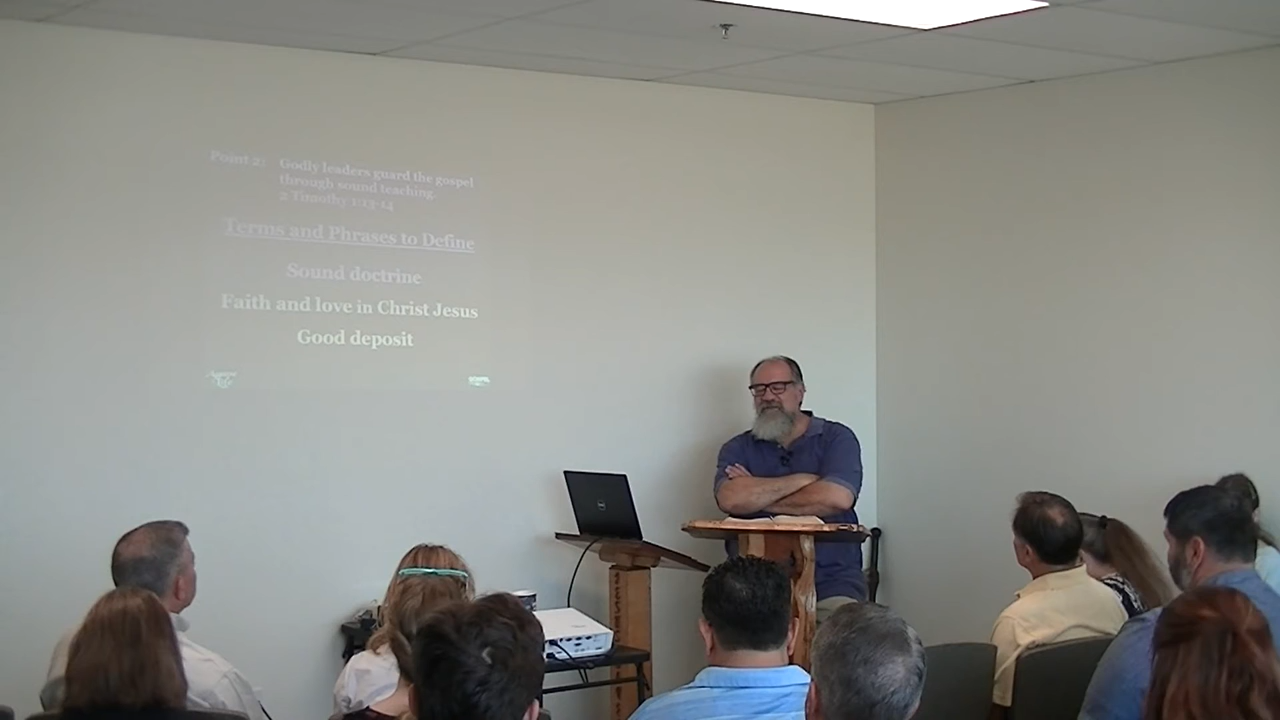 Point 2: Godly leaders guard the gospel
through sound teaching.
2 Timothy 1:13-14
Terms and Phrases to Define
Sound doctrine
Faith and love in Christ Jesus
Good deposit